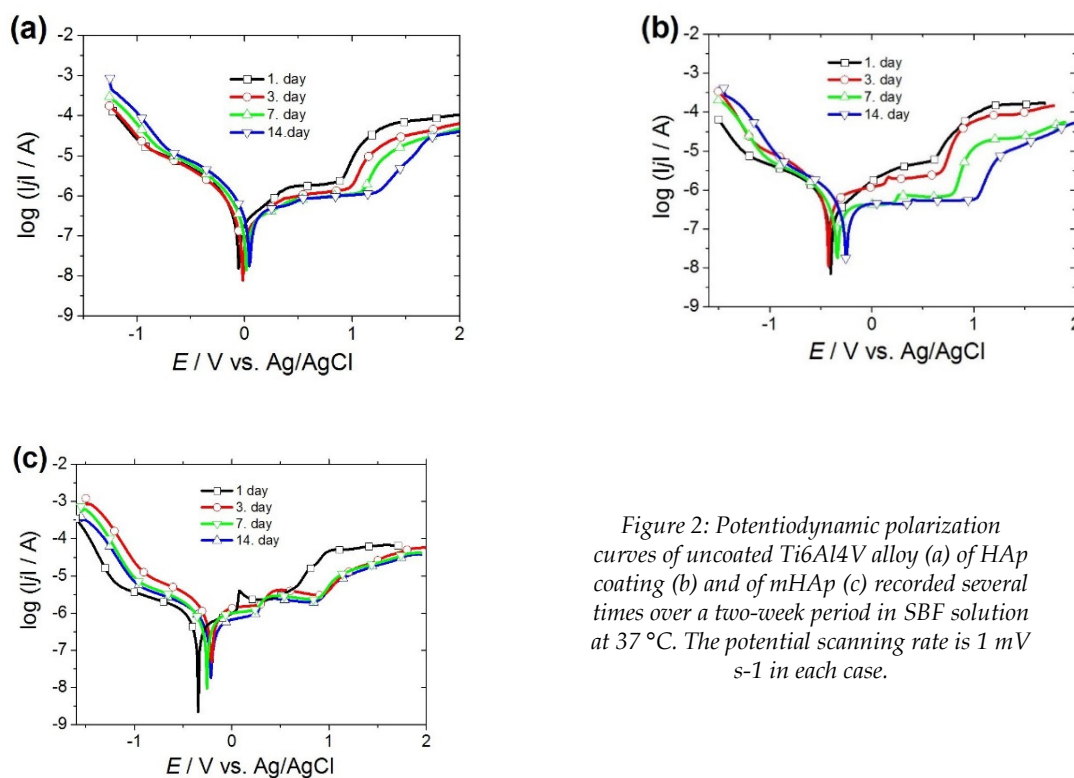 (a)
-2
-3
-4
-5
-6
-7
-8
-9
log (|j/I / A)
1. day
3. day
7. day
14.day
-1 0 1 2
E / V vs. Ag/AgCl
(b)
-2
-3
-4
-5
-6
-7
-8
-9
log (|j/I / A)
1. day
3. day
7. day
14. day
-1 0 1 2
E / V vs. Ag/AgCl
(c)
-2
-3
-4
-5
-6
-7
-8
-9
log (|j/I / A)
1 day
3. day
7. day
14. day
-1 0 1 2
E / V vs. Ag/AgCl
Figure 2: Potentiodynamic polarization
curves of uncoated Ti6Al4V alloy (a) of HAp
coating (b) and of mHAp (c) recorded several
times over a two-week period in SBF solution
at 37 °C. The potential scanning rate is 1 mV
s-1 in each case.